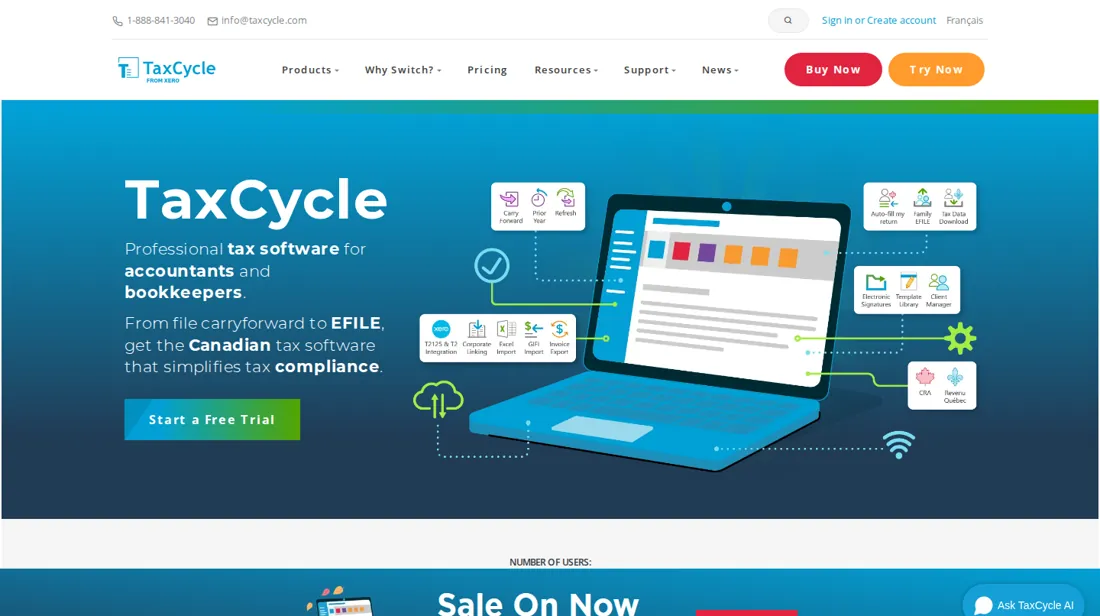 1-888-841-3040 info@taxcycle.com Sign in or Create account Français
TaxCycle
FROM XERO
Products Why Switch? Pricing Resources Support News Buy Now Try Now
TaxCycle
Professional tax software for
accountants and
bookkeepers.
From file carryforward to EFILE,
get the Canadian tax software
that simplifies tax compliance.
Start a Free Trial
Carry Forward
Prior Year
Refresh
Auto-fill my return
Family EFILE
Tax Data Download
Electronic Signatures
Template Library
Client Manager
xero
T2125 & T2 Integration
Corporate Linking
Excel Import
GIFI Import
Invoice Export
CRA
Revenu Québec
NUMBER OF USERS:
Sale On Now
Ask TaxCycle AI